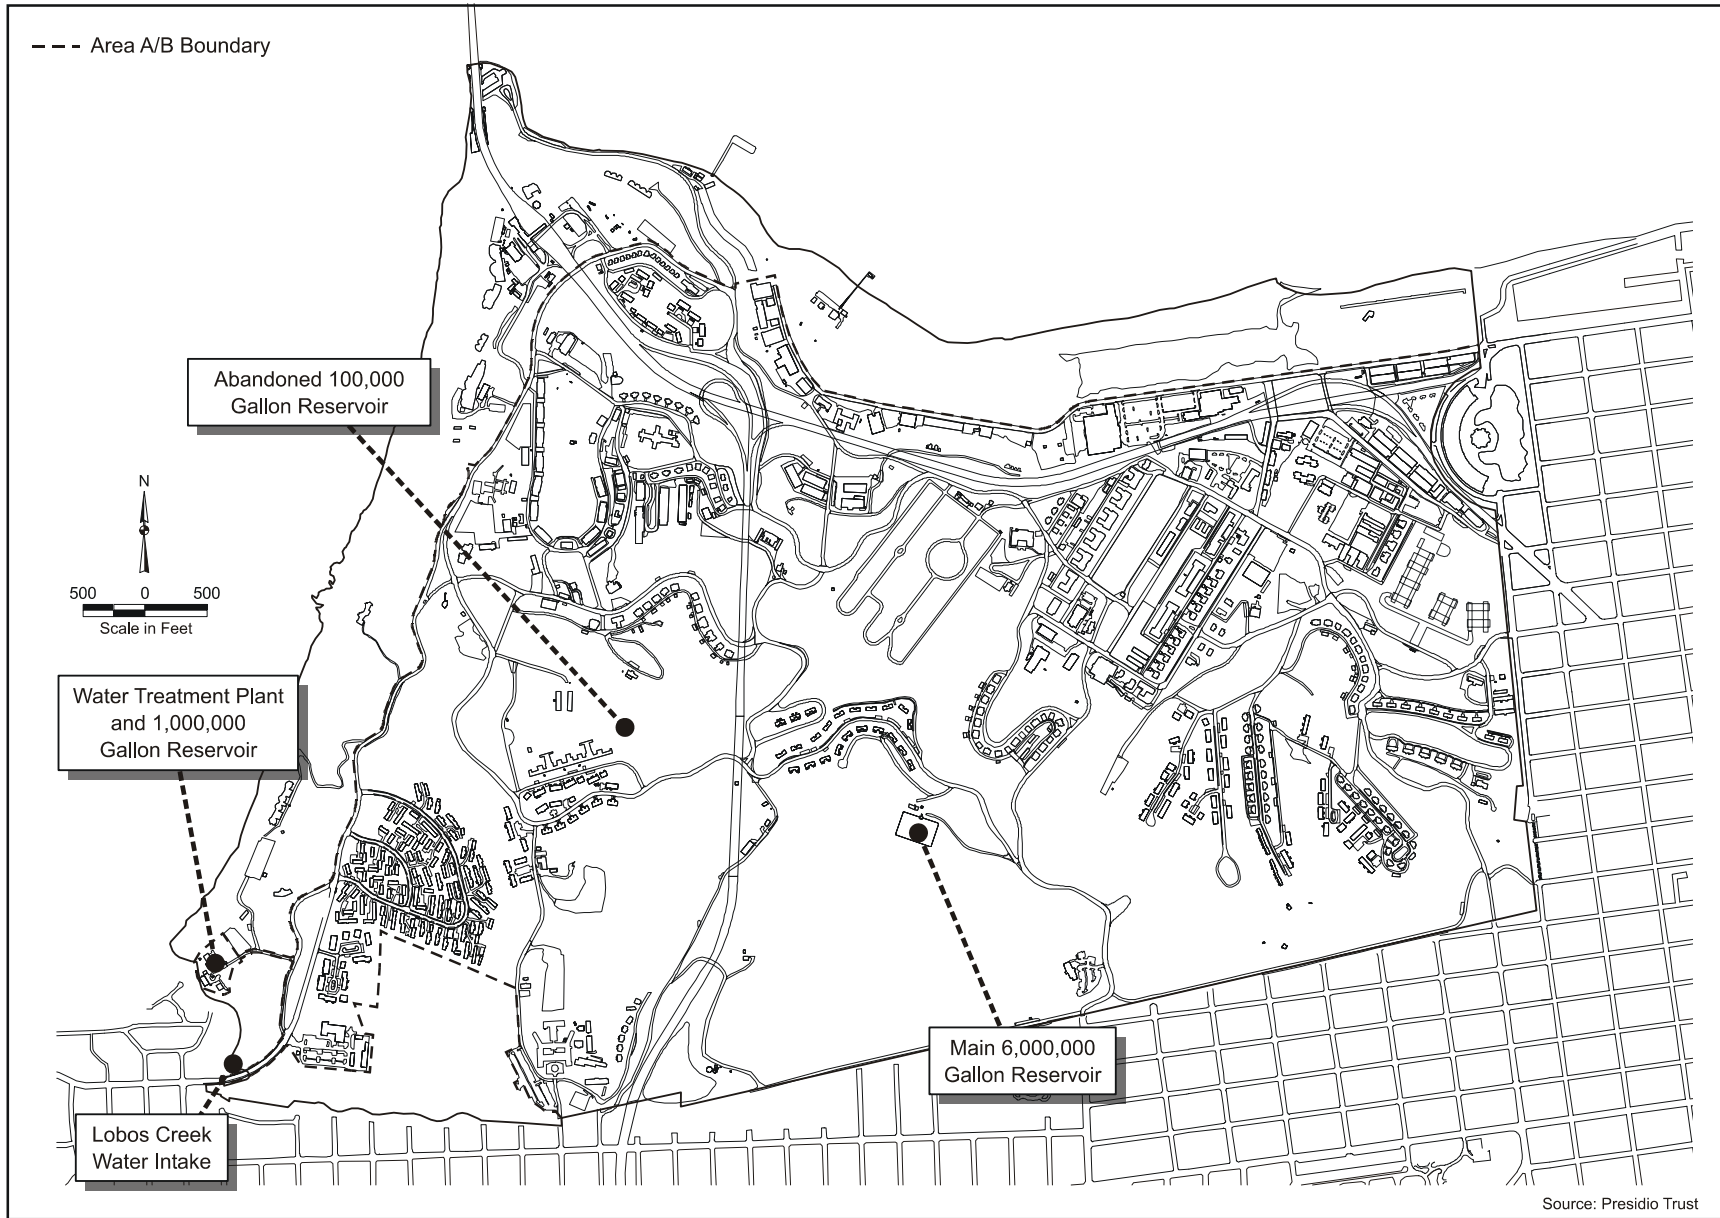 Area A/B Boundary
Abandoned 100,000
Gallon Reservoir
N
500 0 500
Scale in Feet
Water Treatment Plant
and 1,000,000
Gallon Reservoir
Main 6,000,000
Gallon Reservoir
Lobos Creek
Water Intake
Source: Presidio Trust